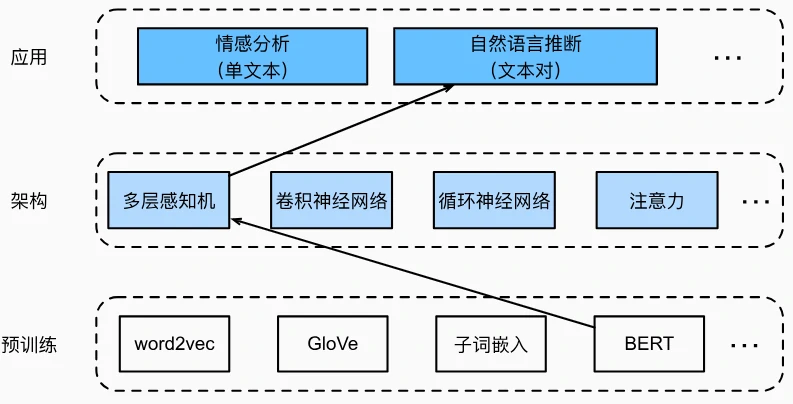 应用
情感分析
（单文本）
自然语言推断
（文本对）
...
架构
多层感知机
卷积神经网络
循环神经网络
注意力
...
预训练
word2vec
GloVe
子词嵌入
BERT
...